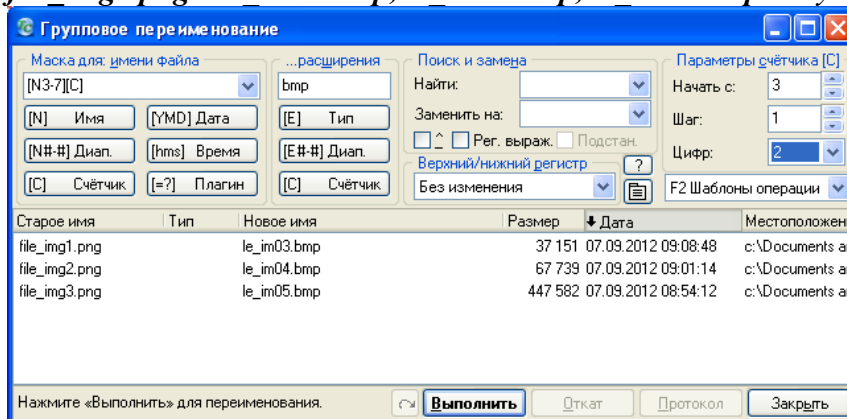 Групповое переименование
Маска для: имени файла
...расширения
Поиск и замена
Параметры счётчика [C]
[N3-7][C]
bmp
Найти:
Начать с: 3
[N] Имя
[YMD] Дата
[E] Тип
Заменить на:
Шаг: 1
^ Рег. выраж. Подстан.
[N#-#] Диап.
[hms] Время
[E#-#] Диап.
Верхний/нижний регистр ?
Цифр: 2
[C] Счётчик
[=?] Плагин
[C] Счётчик
Без изменения
F2 Шаблоны операции
Старое имя Тип Новое имя Размер Дата Местоположен
file_img1.png le_im03.bmp 37 151 07.09.2012 09:08:48 c:\Documents a
file_img2.png le_im04.bmp 67 739 07.09.2012 09:01:14 c:\Documents a
file_img3.png le_im05.bmp 447 582 07.09.2012 08:54:12 c:\Documents a
Нажмите «Выполнить» для переименования. Выполнить Откат Протокол Закрыть